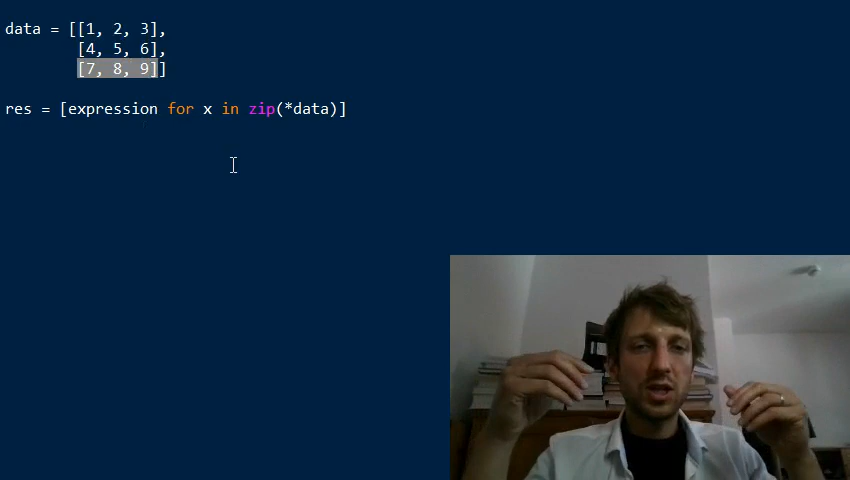 data = [[1, 2, 3],
[4, 5, 6],
[7, 8, 9]]
res = [expression for x in zip(*data)]